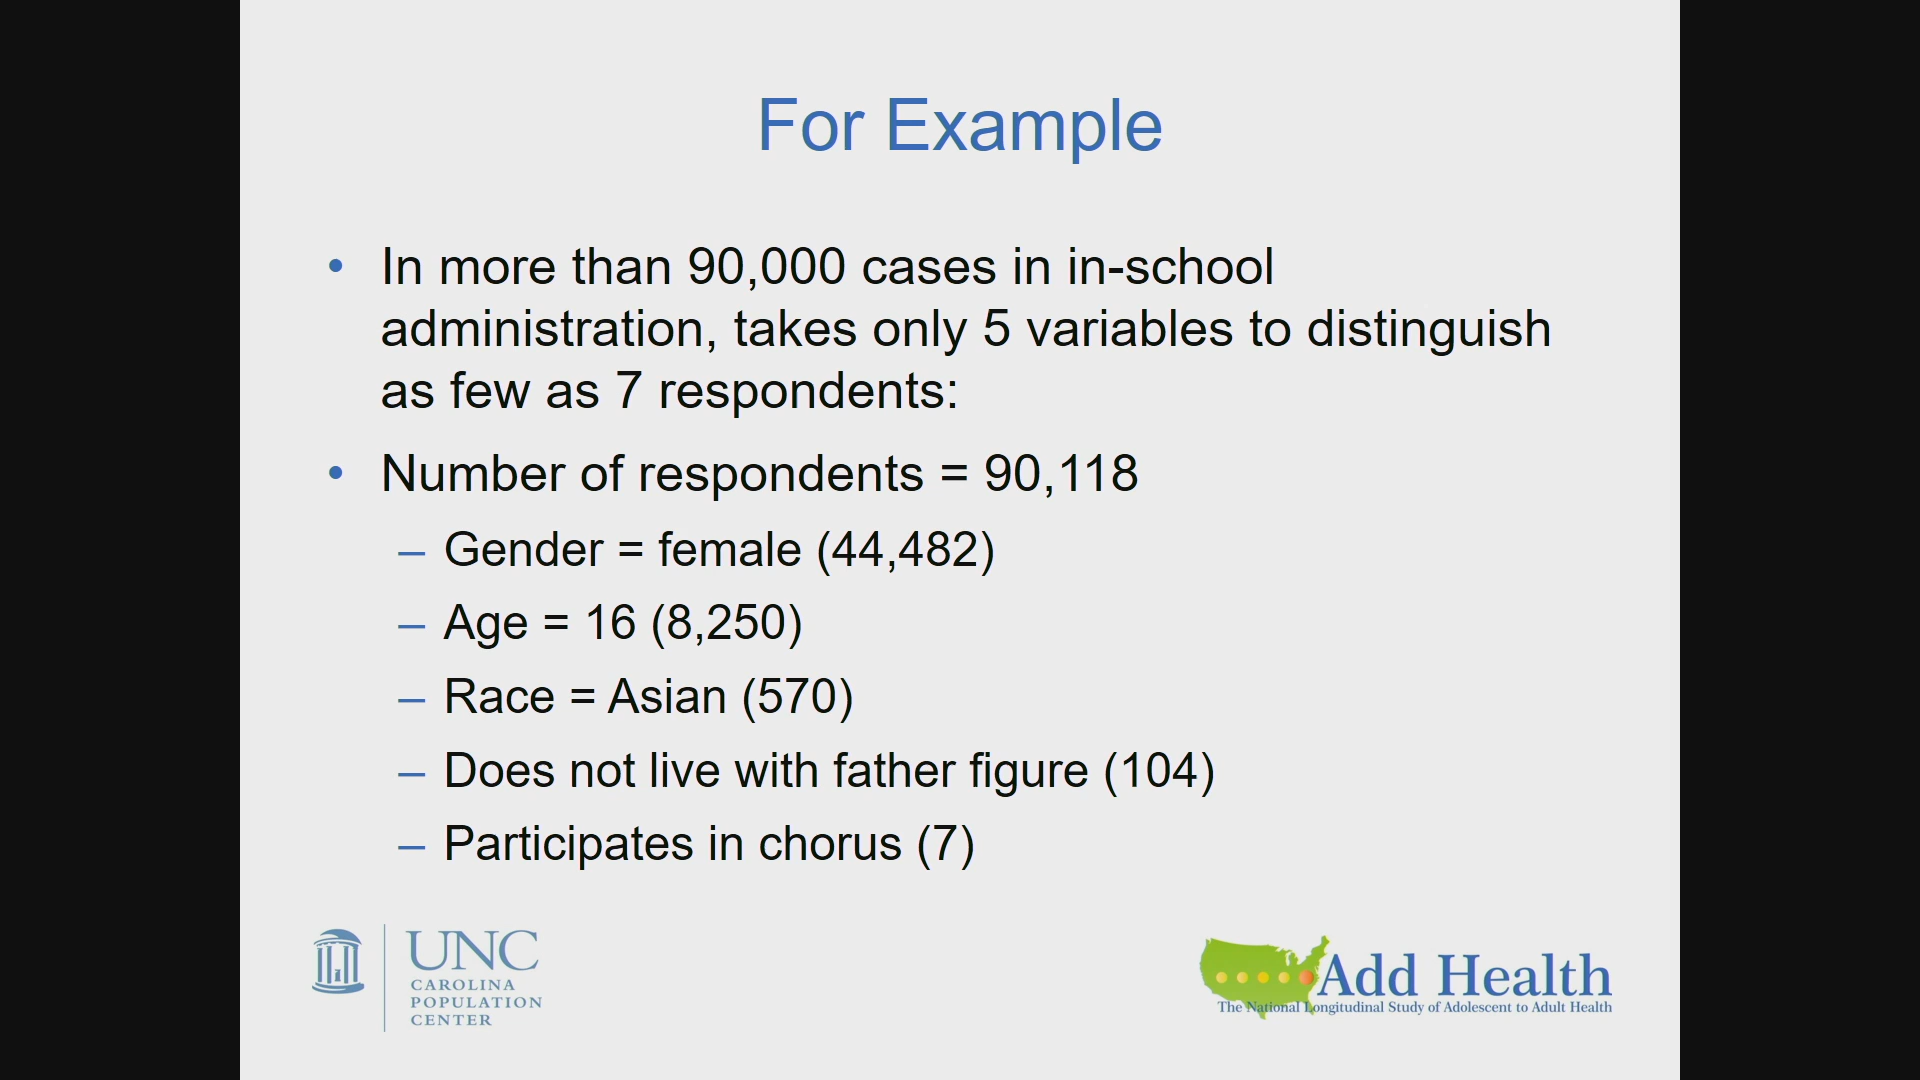 For Example
• In more than 90,000 cases in in-school
administration, takes only 5 variables to distinguish
as few as 7 respondents:
• Number of respondents = 90,118
– Gender = female (44,482)
– Age = 16 (8,250)
– Race = Asian (570)
– Does not live with father figure (104)
– Participates in chorus (7)
UNC
CAROLINA
POPULATION
CENTER
Add Health
The National Longitudinal Study of Adolescent to Adult Health